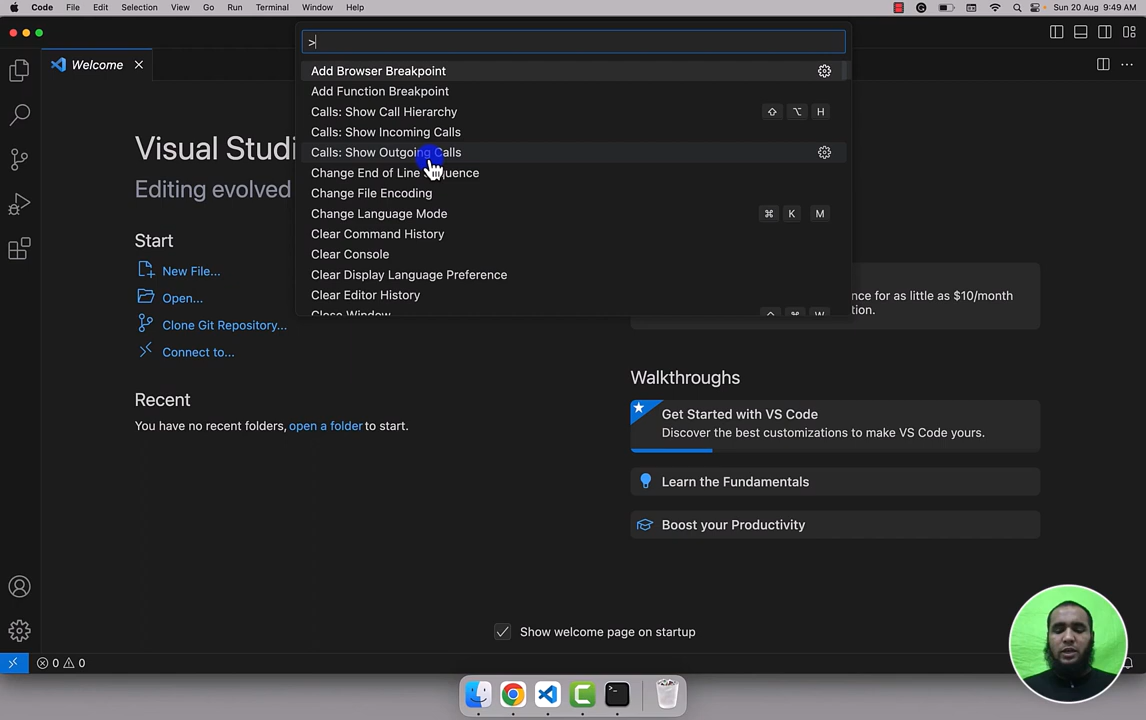 Code File Edit Selection View Go Run Terminal Window Help Sun 20 Aug 9:49 AM
Welcome
>
Add Browser Breakpoint
Add Function Breakpoint
Calls: Show Call Hierarchy ⇧ ⌥ H
Calls: Show Incoming Calls
Calls: Show Outgoing Calls
Change End of Line Sequence
Change File Encoding
Change Language Mode ⌘ K M
Clear Command History
Clear Console
Clear Display Language Preference
Clear Editor History
Close Window ⇧ ⌘ W
Visual Studi
Editing evolved
Start
New File...
Open...
Clone Git Repository...
Connect to...
Recent
You have no recent folders, open a folder to start.
nce for as little as $10/month
tion.
Walkthroughs
Get Started with VS Code
Discover the best customizations to make VS Code yours.
Learn the Fundamentals
Boost your Productivity
Show welcome page on startup
0 0